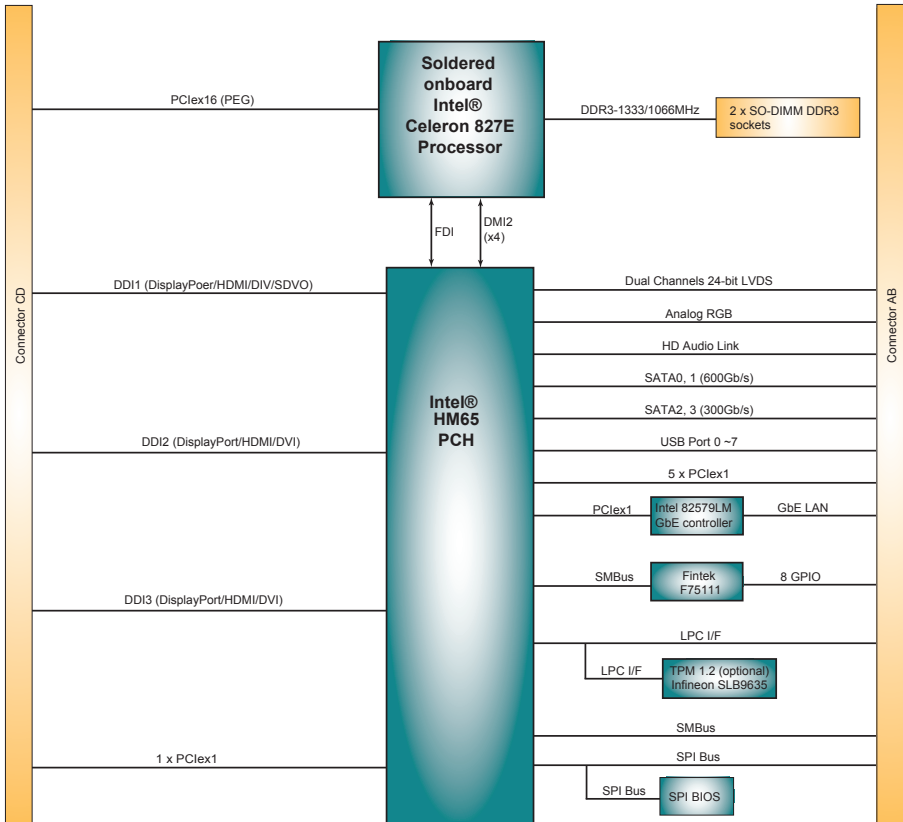 Soldered
onboard
Intel®
Celeron 827E
Processor
PCIex16 (PEG)
DDR3-1333/1066MHz
2 x SO-DIMM DDR3
sockets
FDI
DMI2
(x4)
Connector CD
Connector AB
DDI1 (DisplayPoer/HDMI/DIV/SDVO)
DDI2 (DisplayPort/HDMI/DVI)
DDI3 (DisplayPort/HDMI/DVI)
1 x PCIex1
Intel®
HM65
PCH
Dual Channels 24-bit LVDS
Analog RGB
HD Audio Link
SATA0, 1 (600Gb/s)
SATA2, 3 (300Gb/s)
USB Port 0 ~7
5 x PCIex1
PCIex1
Intel 82579LM
GbE controller
GbE LAN
SMBus
Fintek
F75111
8 GPIO
LPC I/F
LPC I/F
TPM 1.2 (optional)
Infineon SLB9635
SMBus
SPI Bus
SPI Bus
SPI BIOS